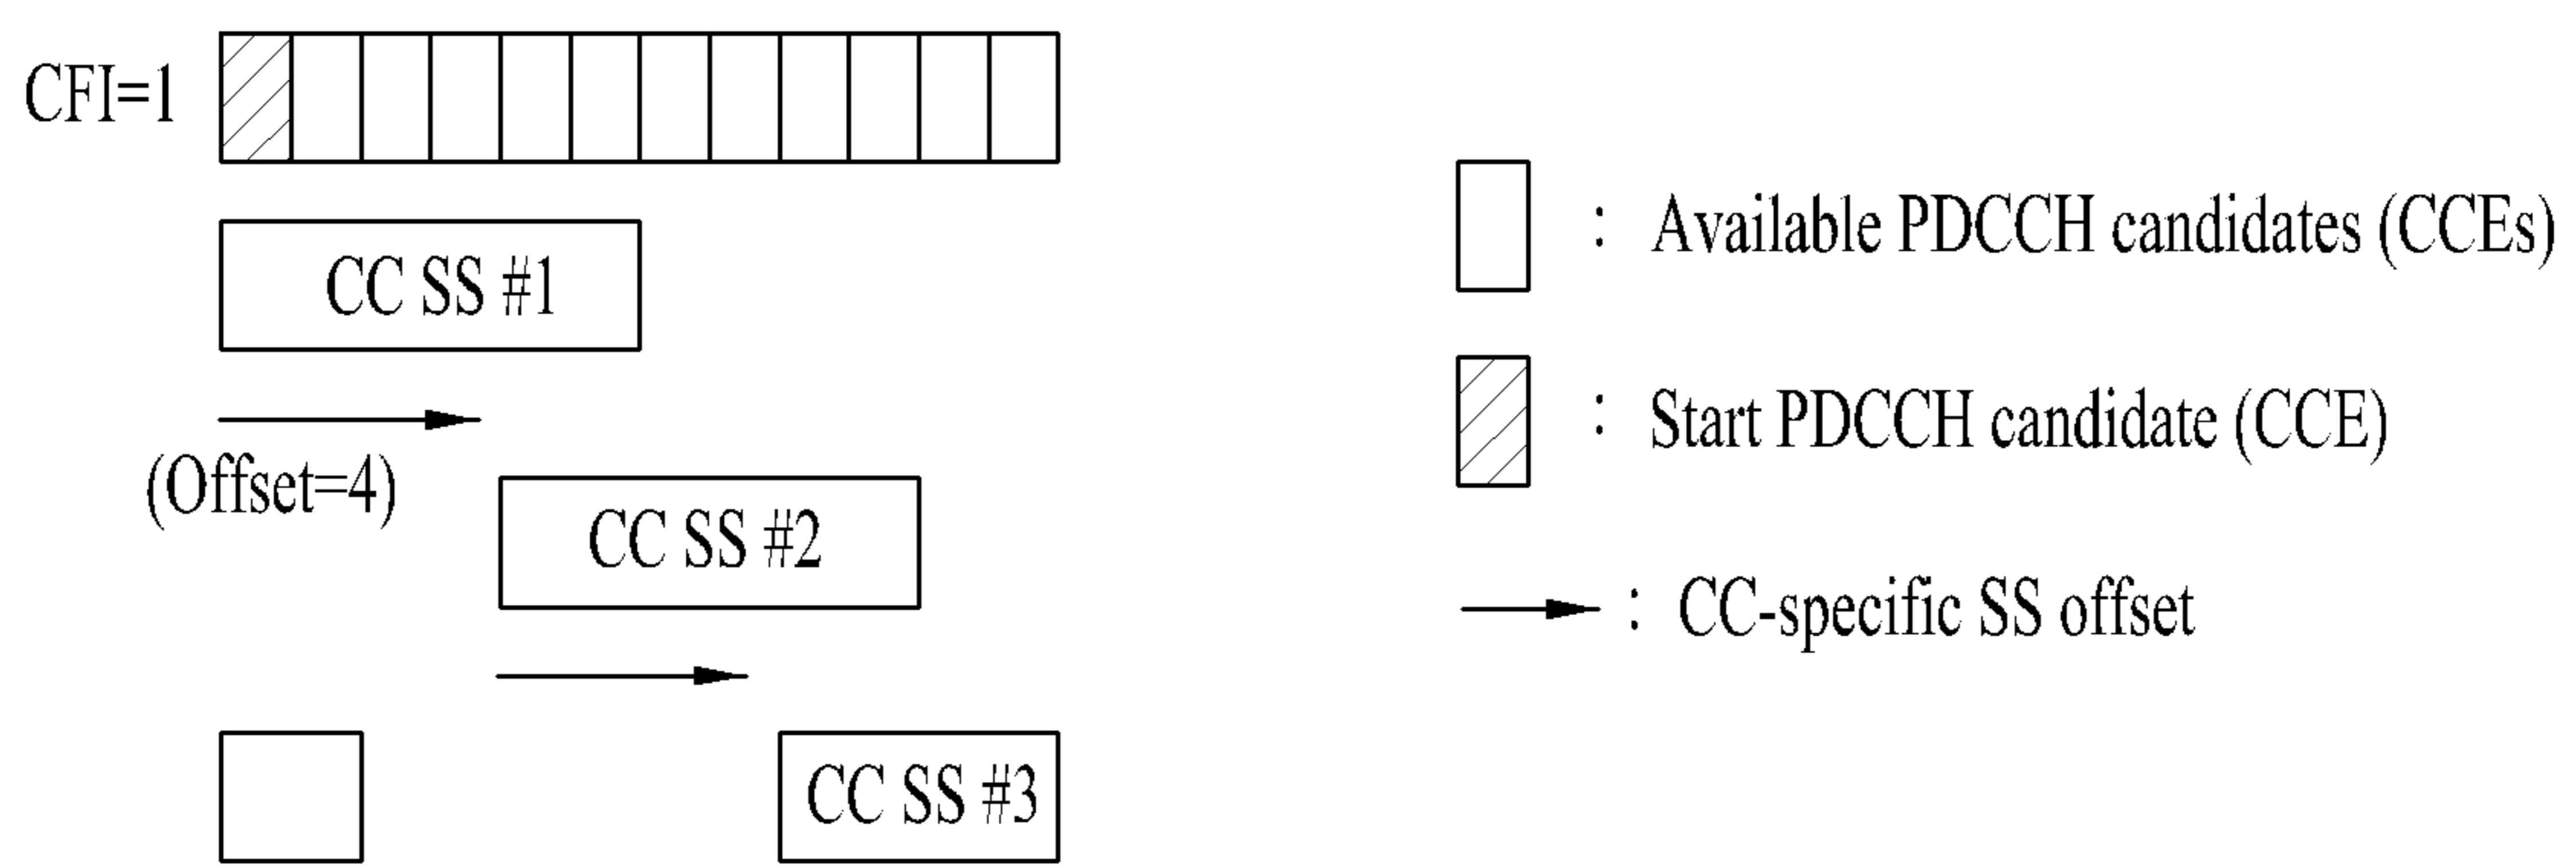 CFI=1
CC SS #1
(Offset=4)
CC SS #2
CC SS #3
: Available PDCCH candidates (CCEs)
: Start PDCCH candidate (CCE)
: CC-specific SS offset